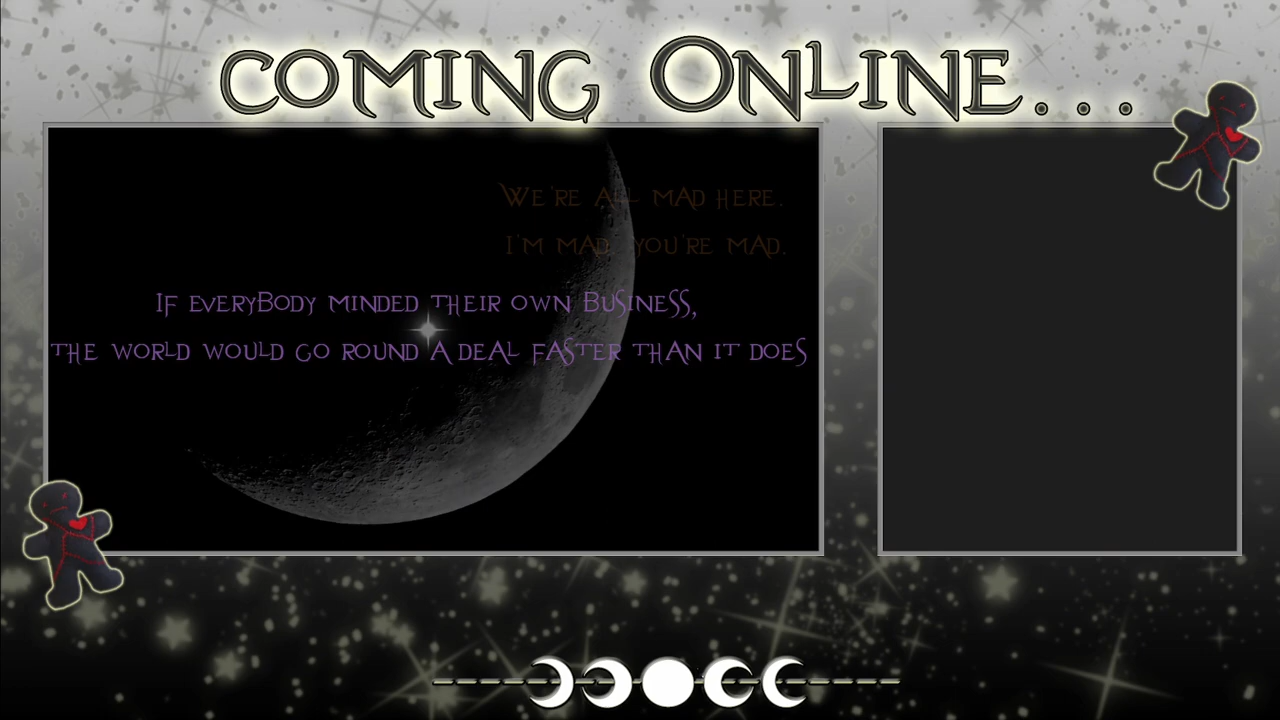 COMING ONLINE...
WE'RE ALL MAD HERE.
I'M MAD. YOU'RE MAD.
IF EVERYBODY MINDED THEIR OWN BUSINESS,
THE WORLD WOULD GO ROUND A DEAL FASTER THAN IT DOES